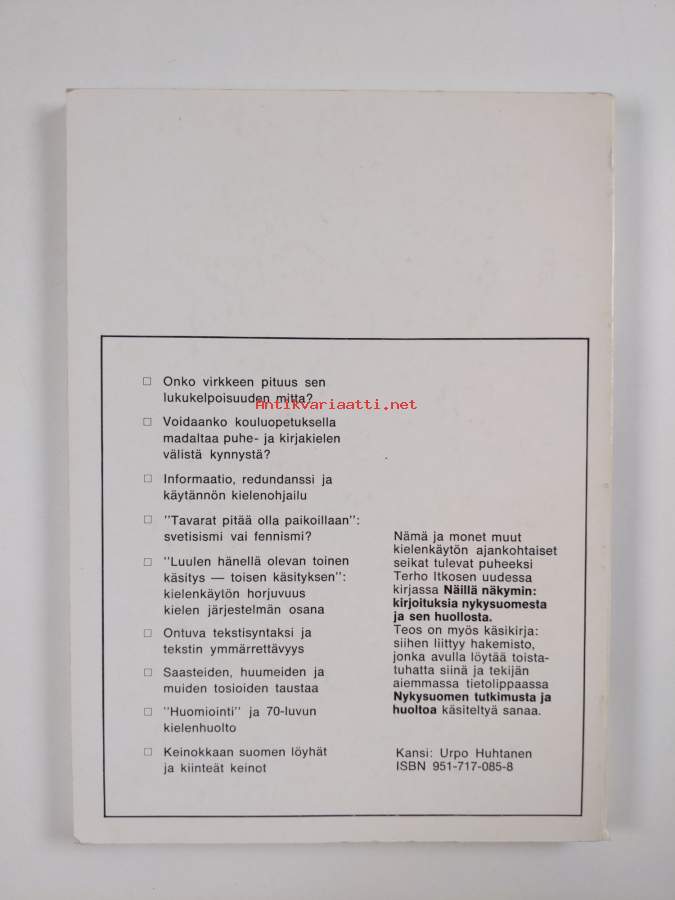 □ Onko virkkeen pituus sen
lukukelpoisuuden mitta?
Antikvariaatti.net
□ Voidaanko kouluopetuksella
madaltaa puhe- ja kirjakielen
välistä kynnystä?
□ Informaatio, redundanssi ja
käytännön kielenohjailu
□ "Tavarat pitää olla paikoillaan":
svetisismi vai fennismi?
□ "Luulen hänellä olevan toinen
käsitys — toisen käsityksen":
kielenkäytön horjuvuus
kielen järjestelmän osana
□ Ontuva tekstisyntaksi ja
tekstin ymmärrettävyys
□ Saasteiden, huumeiden ja
muiden tosioiden taustaa
□ "Huomiointi" ja 70-luvun
kielenhuolto
□ Keinokkaan suomen löyhät
ja kiinteät keinot
Nämä ja monet muut
kielenkäytön ajankohtaiset
seikat tulevat puheeksi
Terho Itkosen uudessa
kirjassa Näillä näkymin:
kirjoituksia nykysuomesta
ja sen huollosta.
Teos on myös käsikirja:
siihen liittyy hakemisto,
jonka avulla löytää toista-
tuhatta siinä ja tekijän
aiemmassa tietolippaassa
Nykysuomen tutkimusta ja
huoltoa käsiteltyä sanaa.
Kansi: Urpo Huhtanen
ISBN 951-717-085-8